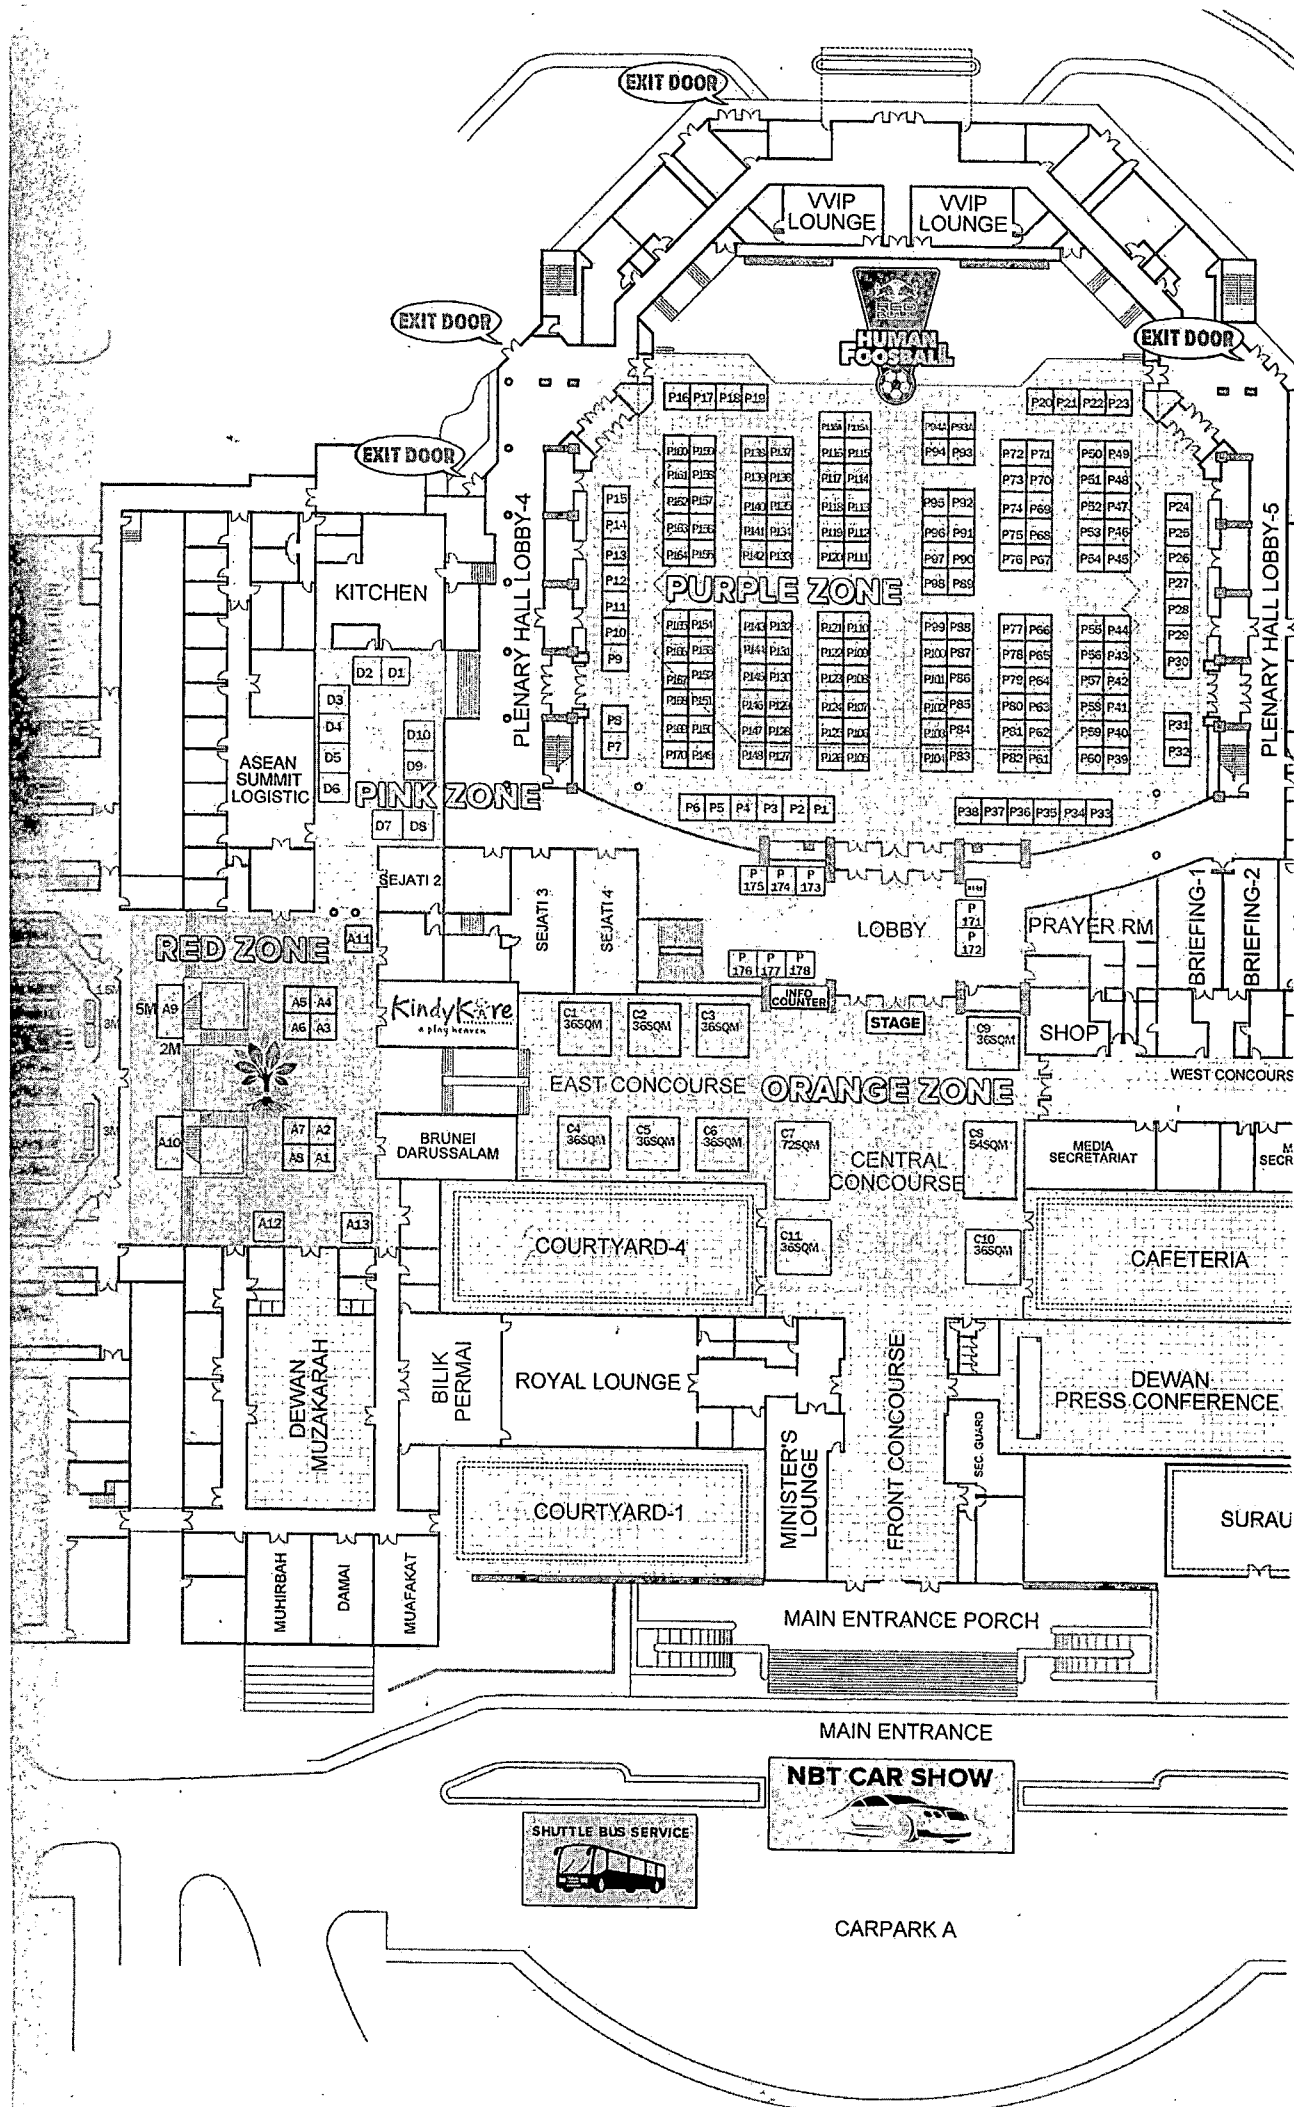 EXIT DOOR
VVIP
LOUNGE
VVIP
LOUNGE
EXIT DOOR
HUMAN
FOOSBALL
EXIT DOOR
EXIT DOOR
P16 P17 P18 P19
P20 P21 P22 P23
P94 P93
P72 P71
P50 P49
P73 P70
P51 P48
P95 P92
P74 P69
P52 P47
P96 P91
P75 P68
P53 P46
P97 P90
P76 P67
P54 P45
P98 P89
P15
P14
P13
P12
P11
P10
P9
P8
P7
P24
P25
P26
P27
P28
P29
P30
P31
P32
PLENARY HALL LOBBY-4
PLENARY HALL LOBBY-5
PURPLE ZONE
P99 P88
P77 P66
P55 P44
P100 P87
P78 P65
P56 P43
P101 P86
P79 P64
P57 P42
P102 P85
P80 P63
P58 P41
P103 P84
P81 P62
P59 P40
P104 P83
P82 P61
P60 P39
P6 P5 P4 P3 P2 P1
P38 P37 P36 P35 P34 P33
KITCHEN
D2 D1
D3
D4
D5
D6
D10
D9
D7 D8
ASEAN
SUMMIT
LOGISTIC
PINK ZONE
SEJATI 2
SEJATI 3
SEJATI 4
P
175
P
174
P
173
P
171
P
172
P
176
P
177
P
178
LOBBY
INFO
COUNTER
STAGE
PRAYER RM
BRIEFING-1
BRIEFING-2
SHOP
WEST CONCOURS
RED ZONE
A11
5M
A9
2M
3M
A5 A4
A6 A3
KindyKare
a play heaven
C1
36SQM
C2
36SQM
C3
36SQM
C9
36SQM
EAST CONCOURSE
ORANGE ZONE
3M
A10
A7 A2
A8 A1
BRUNEI
DARUSSALAM
C4
36SQM
C5
36SQM
C6
36SQM
C7
72SQM
C8
54SQM
CENTRAL
CONCOURSE
MEDIA
SECRETARIAT
M
SECR
A12
A13
COURTYARD-4
C11
36SQM
C10
36SQM
CAFETERIA
DEWAN
MUZAKARAH
BILIK
PERMAI
ROYAL LOUNGE
FRONT CONCOURSE
DEWAN
PRESS CONFERENCE
SEC. GUARD
MINISTER'S
LOUNGE
COURTYARD-1
SURAU
MUHIRBAH
DAMAI
MUAFAKAT
MAIN ENTRANCE PORCH
MAIN ENTRANCE
NBT CAR SHOW
SHUTTLE BUS SERVICE
CARPARK A